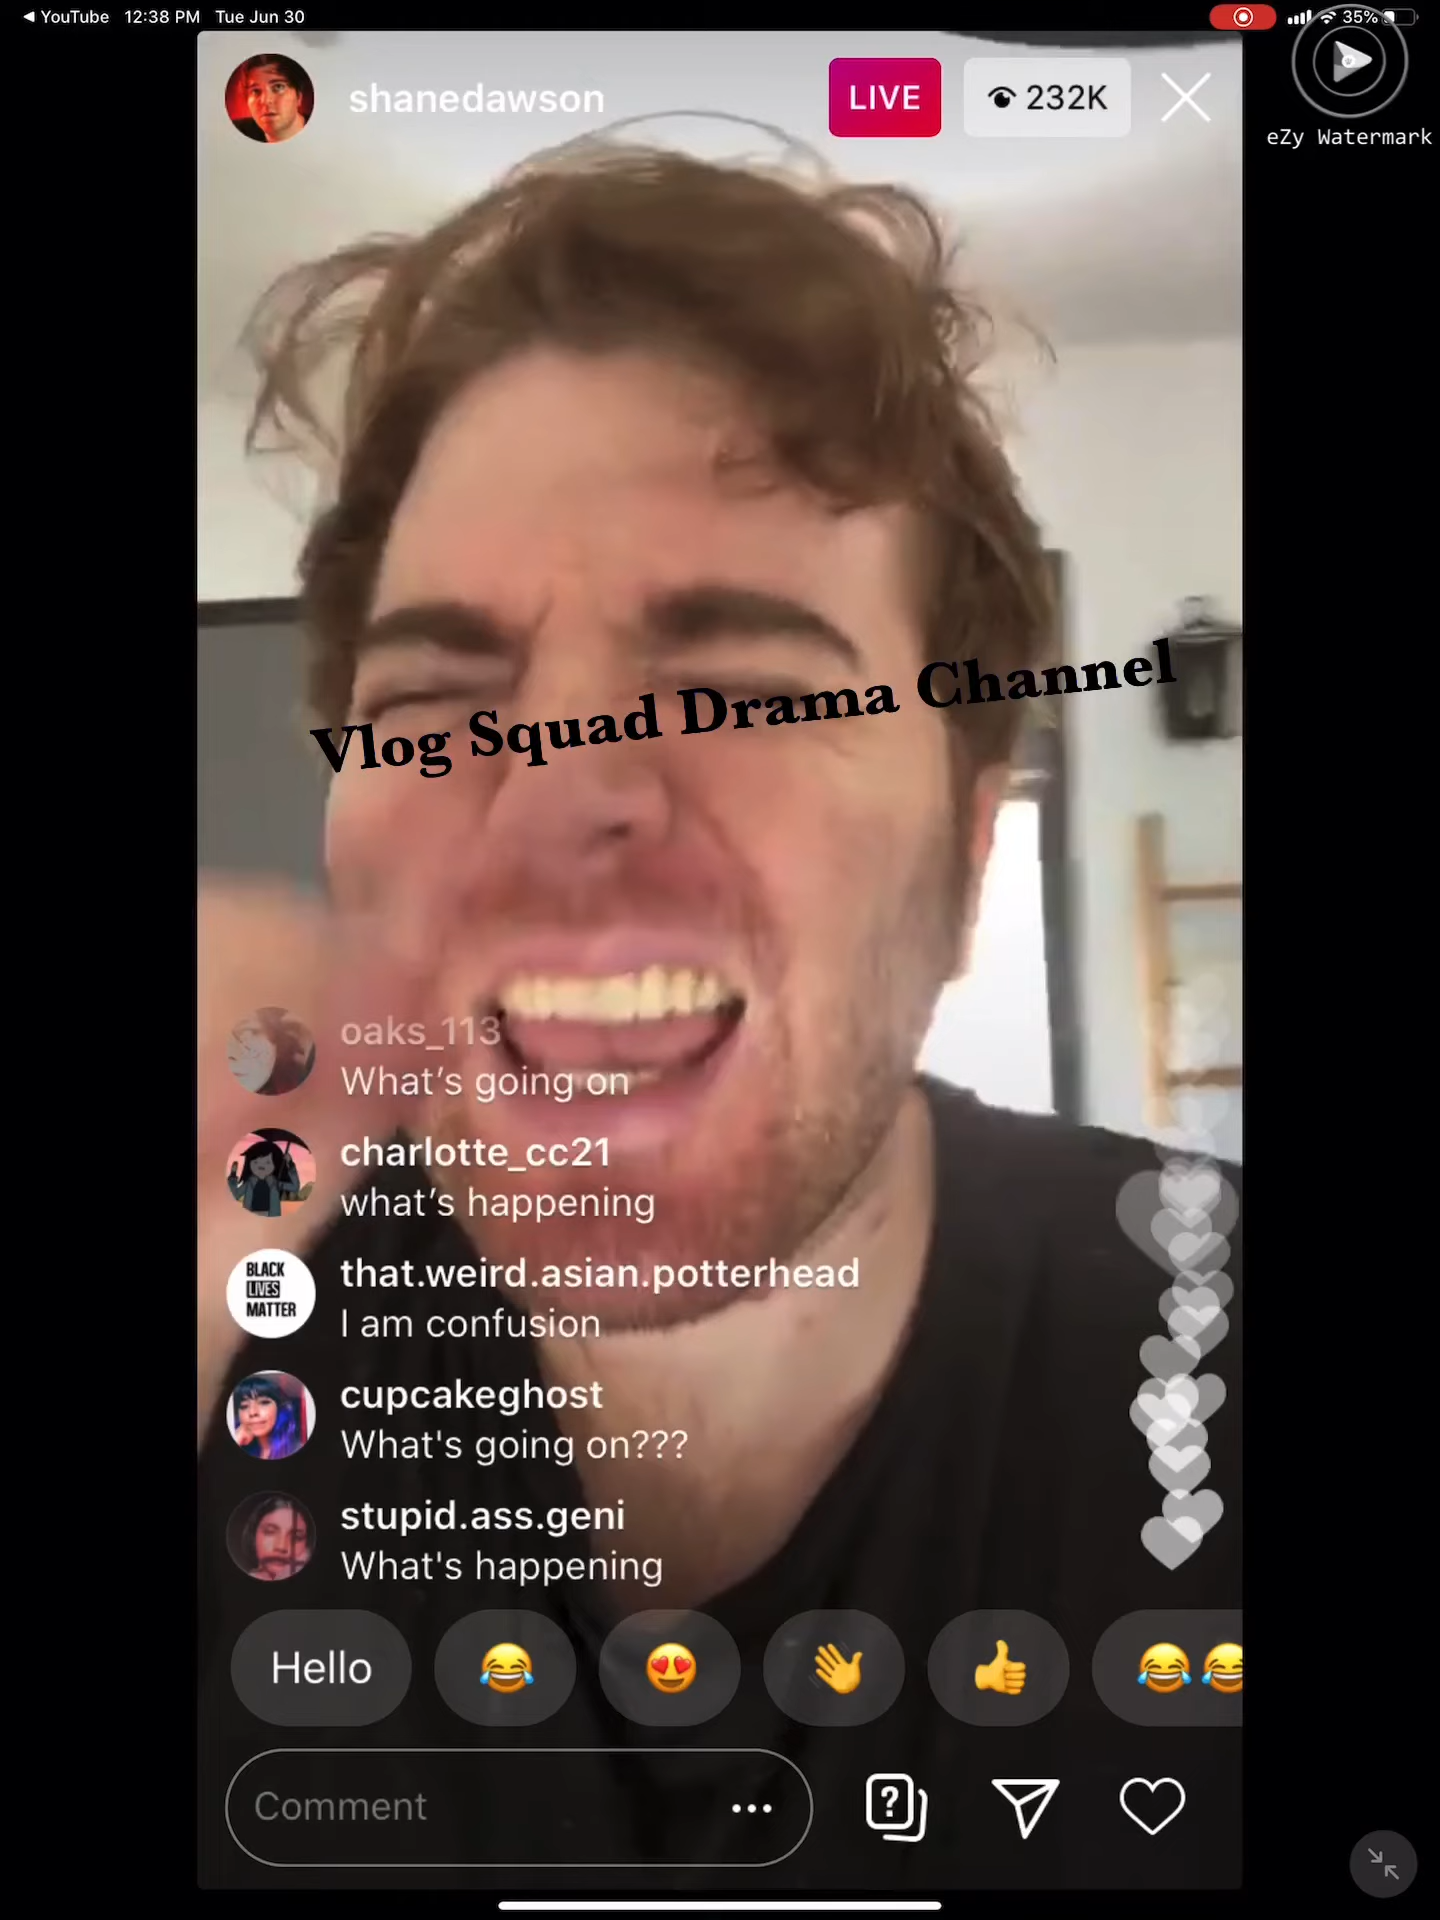 YouTube 12:38 PM Tue Jun 30 35%
shanedawson LIVE 232K
eZy Watermark
Vlog Squad Drama Channel
oaks_113
What’s going on
charlotte_cc21
what’s happening
BLACK
LIVES
MATTER
that.weird.asian.potterhead
I am confusion
cupcakeghost
What's going on???
stupid.ass.geni
What's happening
Hello
Comment